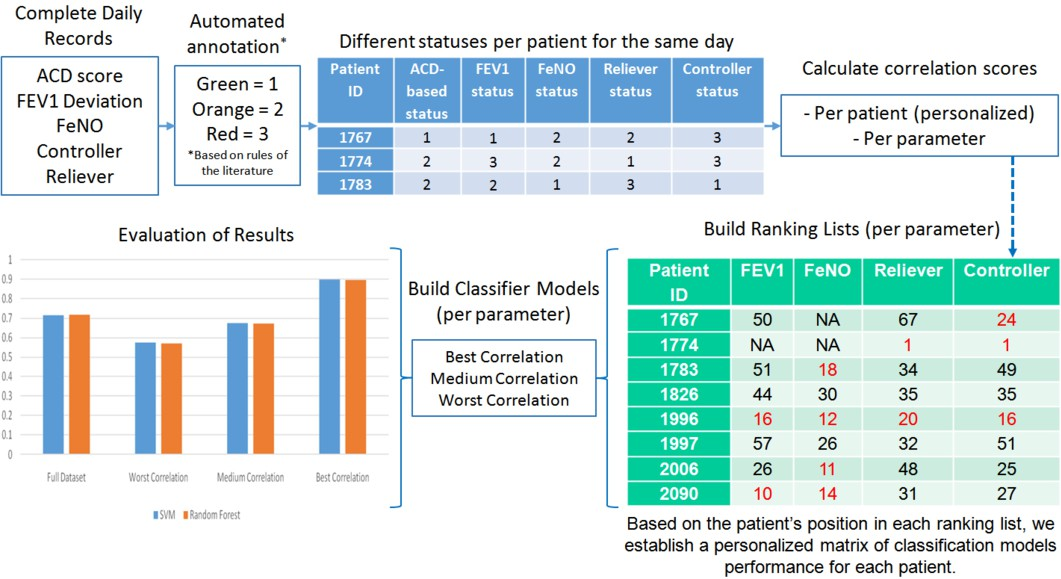 Complete Daily
Records
ACD score
FEV1 Deviation
FeNO
Controller
Reliever
Automated
annotation*
Green = 1
Orange = 2
Red = 3
*Based on rules of
the literature
Different statuses per patient for the same day
Patient ID | ACD-based status | FEV1 status | FeNO status | Reliever status | Controller status
1767 | 1 | 1 | 2 | 2 | 3
1774 | 2 | 3 | 2 | 1 | 3
1783 | 2 | 2 | 1 | 3 | 1
Calculate correlation scores
- Per patient (personalized)
- Per parameter
Build Ranking Lists (per parameter)
Patient ID | FEV1 | FeNO | Reliever | Controller
1767 | 50 | NA | 67 | 24
1774 | NA | NA | 1 | 1
1783 | 51 | 18 | 34 | 49
1826 | 44 | 30 | 35 | 35
1996 | 16 | 12 | 20 | 16
1997 | 57 | 26 | 32 | 51
2006 | 26 | 11 | 48 | 25
2090 | 10 | 14 | 31 | 27
Based on the patient's position in each ranking list, we
establish a personalized matrix of classification models
performance for each patient.
Build Classifier Models
(per parameter)
Best Correlation
Medium Correlation
Worst Correlation
Evaluation of Results
1
0.9
0.8
0.7
0.6
0.5
0.4
0.3
0.2
0.1
0
Full Dataset
Worst Correlation
Medium Correlation
Best Correlation
SVM
Random Forest